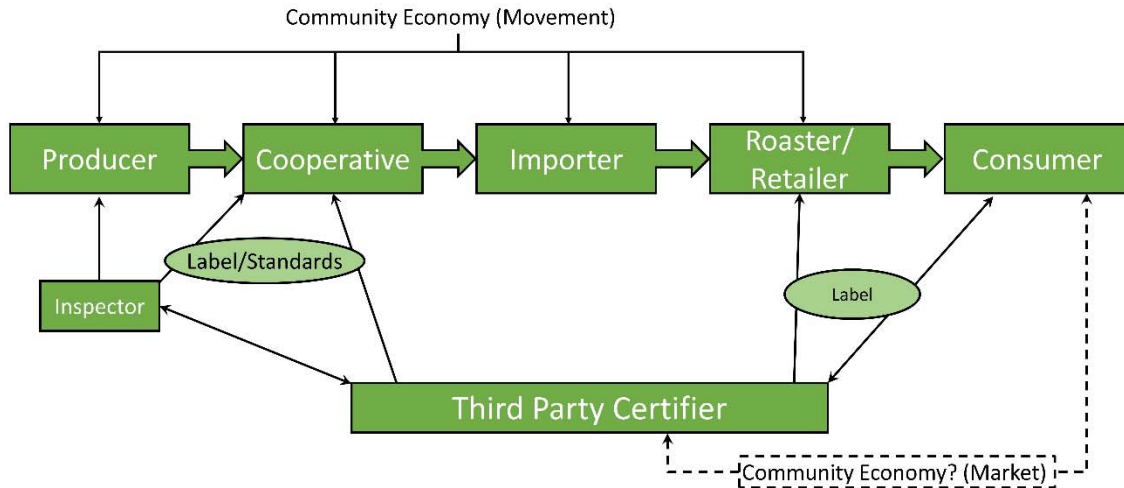 Community Economy (Movement)
Producer
Cooperative
Importer
Roaster/
Retailer
Consumer
Label/Standards
Inspector
Label
Third Party Certifier
Community Economy? (Market)